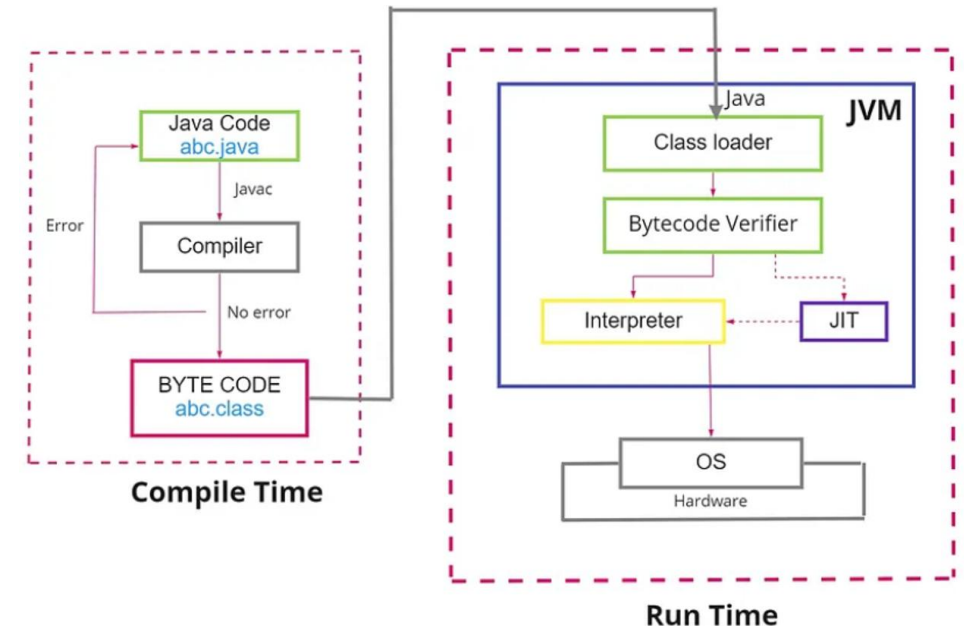 Java Code
abc.java
Javac
Error
Compiler
No error
BYTE CODE
abc.class
Compile Time
Java
JVM
Class loader
Bytecode Verifier
Interpreter
JIT
OS
Hardware
Run Time